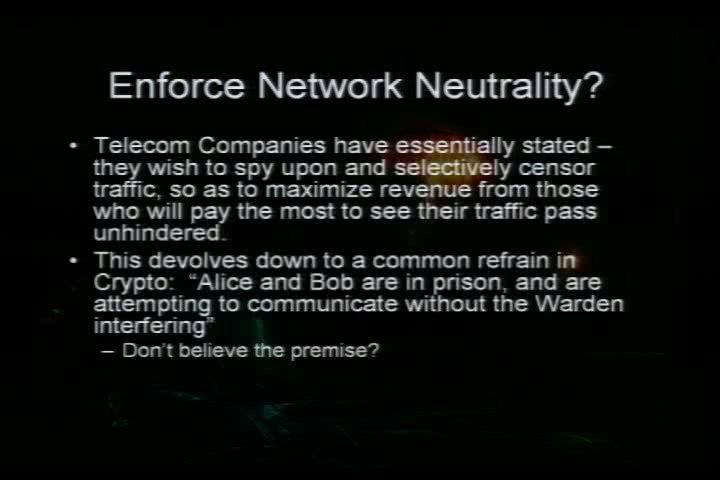 Enforce Network Neutrality?
• Telecom Companies have essentially stated –
they wish to spy upon and selectively censor
traffic, so as to maximize revenue from those
who will pay the most to see their traffic pass
unhindered.
• This devolves down to a common refrain in
Crypto: “Alice and Bob are in prison, and are
attempting to communicate without the Warden
interfering”
– Don’t believe the premise?